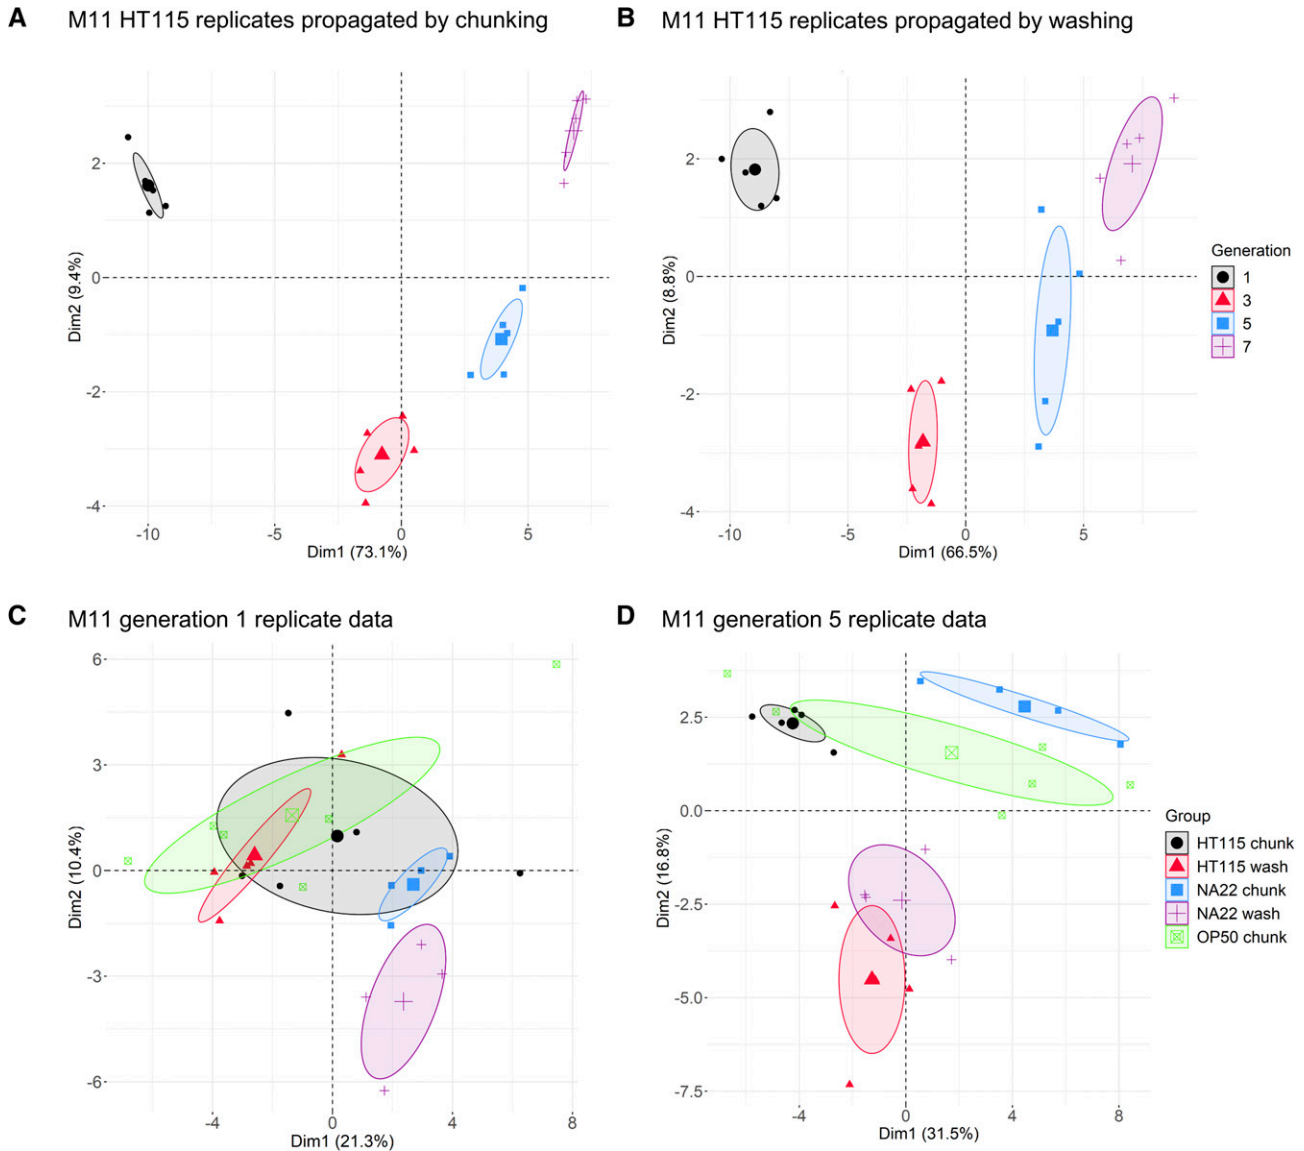 A M11 HT115 replicates propagated by chunking
2
0
-2
-4
Dim2 (9.4%)
-10 -5 0 5
Dim1 (73.1%)
B M11 HT115 replicates propagated by washing
2
0
-2
-4
Dim2 (8.8%)
-10 -5 0 5
Dim1 (66.5%)
Generation
1
3
5
7
C M11 generation 1 replicate data
6
3
0
-3
-6
Dim2 (10.4%)
-4 0 4 8
Dim1 (21.3%)
D M11 generation 5 replicate data
2.5
0.0
-2.5
-5.0
-7.5
Dim2 (16.8%)
-4 0 4 8
Dim1 (31.5%)
Group
HT115 chunk
HT115 wash
NA22 chunk
NA22 wash
OP50 chunk